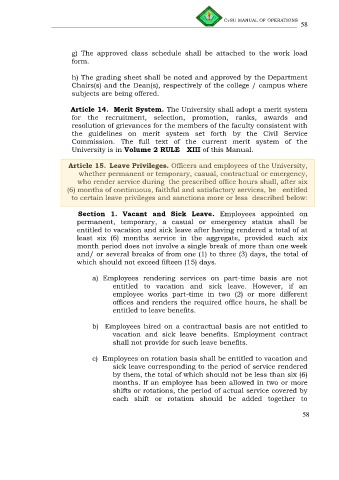 CvSU MANUAL OF OPERATIONS
58
g) The approved class schedule shall be attached to the work load
form.
h) The grading sheet shall be noted and approved by the Department
Chairs(s) and the Dean(s), respectively of the college / campus where
subjects are being offered.
Article 14. Merit System. The University shall adopt a merit system
for the recruitment, selection, promotion, ranks, awards and
resolution of grievances for the members of the faculty consistent with
the guidelines on merit system set forth by the Civil Service
Commission. The full text of the current merit system of the
University is in Volume 2 RULE XIII of this Manual.
Article 15. Leave Privileges. Officers and employees of the University,
whether permanent or temporary, casual, contractual or emergency,
who render service during the prescribed office hours shall, after six
(6) months of continuous, faithful and satisfactory services, be entitled
to certain leave privileges and sanctions more or less described below:
Section 1. Vacant and Sick Leave. Employees appointed on
permanent, temporary, a casual or emergency status shall be
entitled to vacation and sick leave after having rendered a total of at
least six (6) months service in the aggregate, provided such six
month period does not involve a single break of more than one week
and/ or several breaks of from one (1) to three (3) days, the total of
which should not exceed fifteen (15) days.
a) Employees rendering services on part-time basis are not
entitled to vacation and sick leave. However, if an
employee works part-time in two (2) or more different
offices and renders the required office hours, he shall be
entitled to leave benefits.
b) Employees hired on a contractual basis are not entitled to
vacation and sick leave benefits. Employment contract
shall not provide for such leave benefits.
c) Employees on rotation basis shall be entitled to vacation and
sick leave corresponding to the period of service rendered
by them, the total of which should not be less than six (6)
months. If an employee has been allowed in two or more
shifts or rotations, the period of actual service covered by
each shift or rotation should be added together to
58